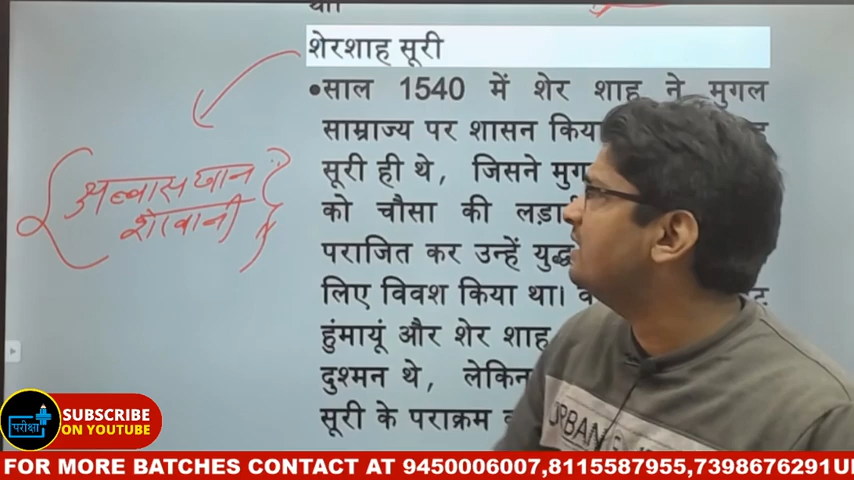 था।
शेरशाह सूरी
•साल 1540 में शेर शाह ने मुगल
साम्राज्य पर शासन किया
सूरी ही थे, जिसने
को चौसा की
पराजित कर उन्हें युद्ध
लिए विवश किया था।
हुंमायूं और शेर शाह
दुश्मन थे, लेकिन
सूरी के पराक्रम
अब्बास खान
शेरवानी
परीक्षा
SUBSCRIBE
ON YOUTUBE
URBAN
FOR MORE BATCHES CONTACT AT 9450006007,8115587955,7398676291